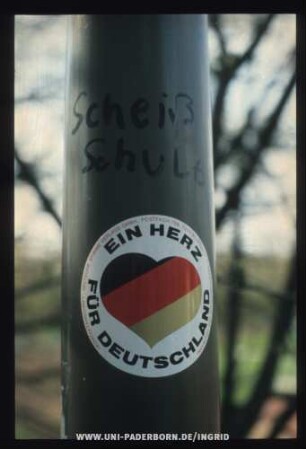 Scheiß
Schule
EIN HERZ
FÜR DEUTSCHLAND
WWW.UNI-PADERBORN.DE/INGRID